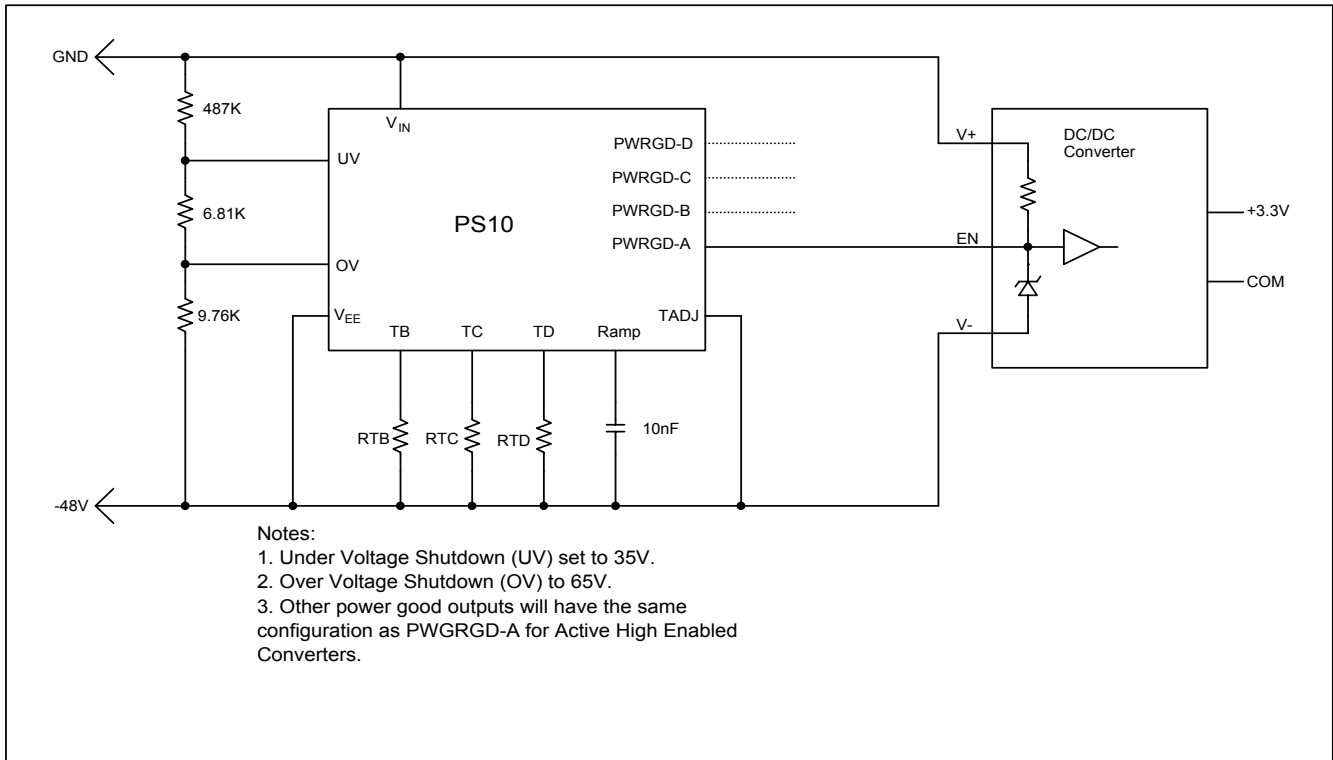 GND
487K
6.81K
9.76K
-48V
VIN
UV
OV
VEE
PS10
PWRGD-D
PWRGD-C
PWRGD-B
PWRGD-A
TADJ
TB TC TD Ramp
RTB RTC RTD 10nF
V+
EN
V-
DC/DC
Converter
+3.3V
COM
Notes:
1. Under Voltage Shutdown (UV) set to 35V.
2. Over Voltage Shutdown (OV) to 65V.
3. Other power good outputs will have the same
configuration as PWGRGD-A for Active High Enabled
Converters.